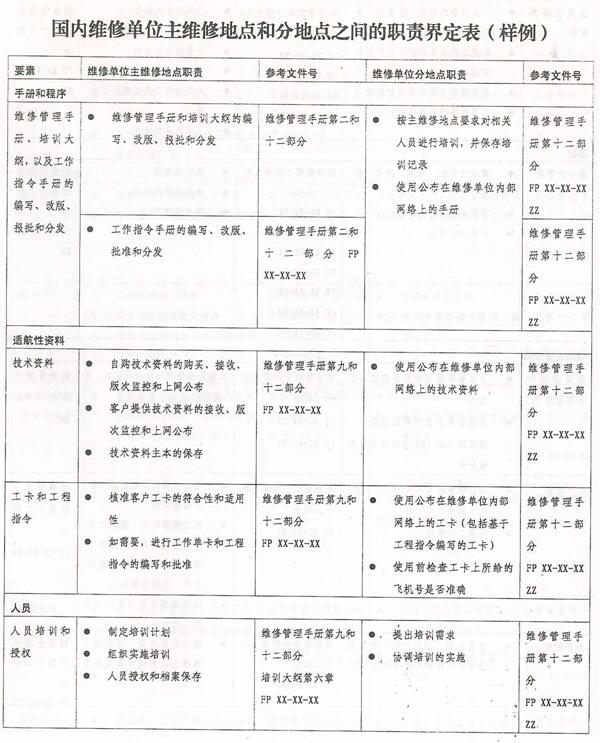 国内维修单位主维修地点和分地点之间的职责界定表（样例）
要素 维修单位主维修地点职责 参考文件号 维修单位分地点职责 参考文件号
手册和程序
维修管理手册、培训大纲，以及工作指令手册的编写、改版、报批和分发
● 维修管理手册和培训大纲的编写、改版、报批和分发
维修管理手册第二和十二部分
● 按主维修地点要求对相关人员进行培训，并保存培训记录
● 使用公布在维修单位内部网络上的手册
维修管理手册第十二部分
FP XX-XX-XX
ZZ
● 工作指令手册的编写、改版、批准和分发
维修管理手册第二和十二部分 FP XX-XX-XX
维修管理手册第十二部分
FP XX-XX-XX
ZZ
适航性资料
技术资料
● 自购技术资料的购买、接收、版次监控和上网公布
● 客户提供技术资料的接收、版次监控和上网公布
● 技术资料主本的保存
维修管理手册第九和十二部分
FP XX-XX-XX
● 使用公布在维修单位内部网络上的技术资料
维修管理手册第十二部分
FP XX-XX-XX
ZZ
工卡和工程指令
● 核准客户工卡的符合性和适用性
● 如需要，进行工作单卡和工程指令的编写和批准
维修管理手册第九和十二部分
FP XX-XX-XX
● 使用公布在维修单位内部网络上的工卡（包括基于工程指令编写的工卡）
● 使用前检查工卡上所给的飞机号是否准确
维修管理手册第十二部分
FP XX-XX-XX
ZZ
人员
人员培训和授权
● 制定培训计划
● 组织实施培训
● 人员授权和档案保存
维修管理手册第九和十二部分
培训大纲第六章
FP XX-XX-XX
● 提出培训需求
● 协调培训的实施
维修管理手册第十二部分
FP XX-XX-XX
ZZ